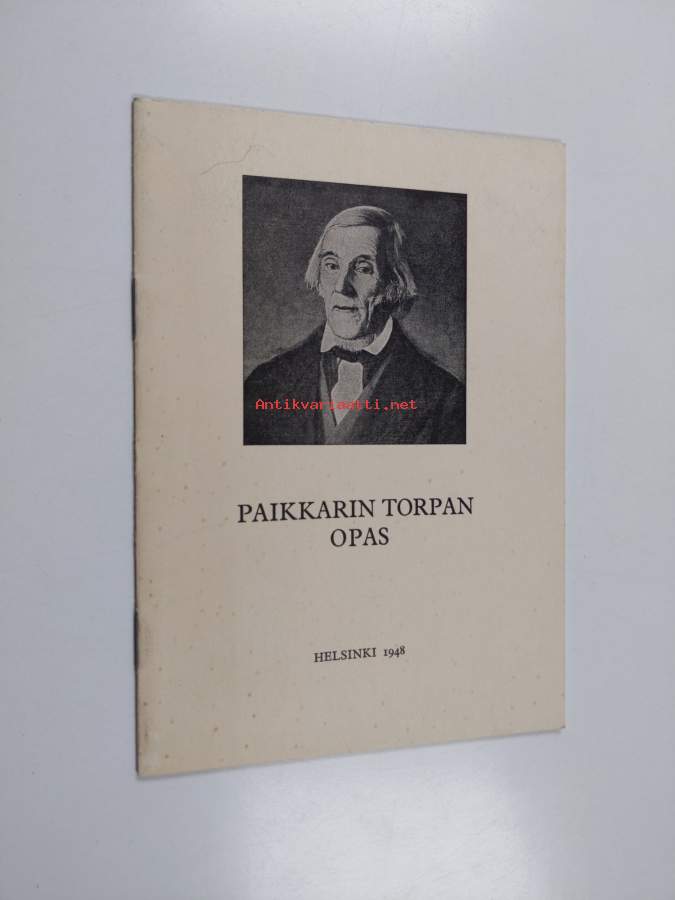 Antikvariaatti.net
PAIKKARIN TORPAN
OPAS
HELSINKI 1948